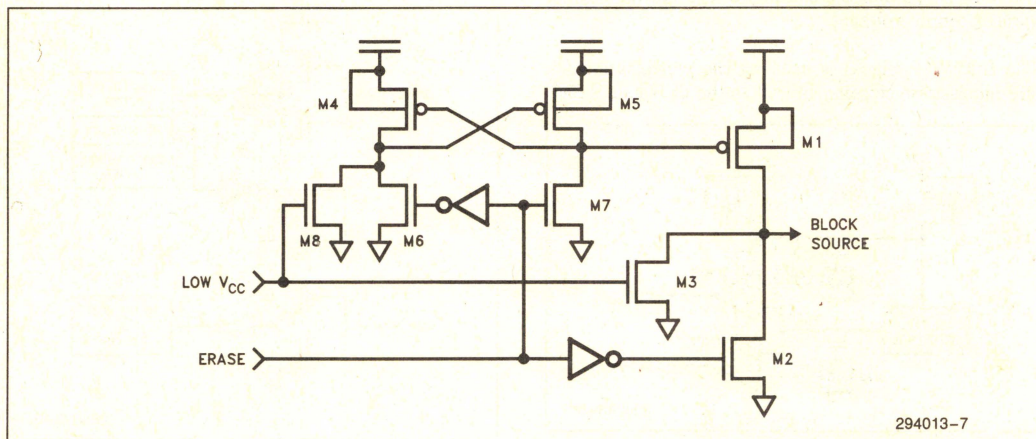 M4
M5
M1
M8
M6
M7
BLOCK
SOURCE
LOW VCC
M3
ERASE
M2
294013-7